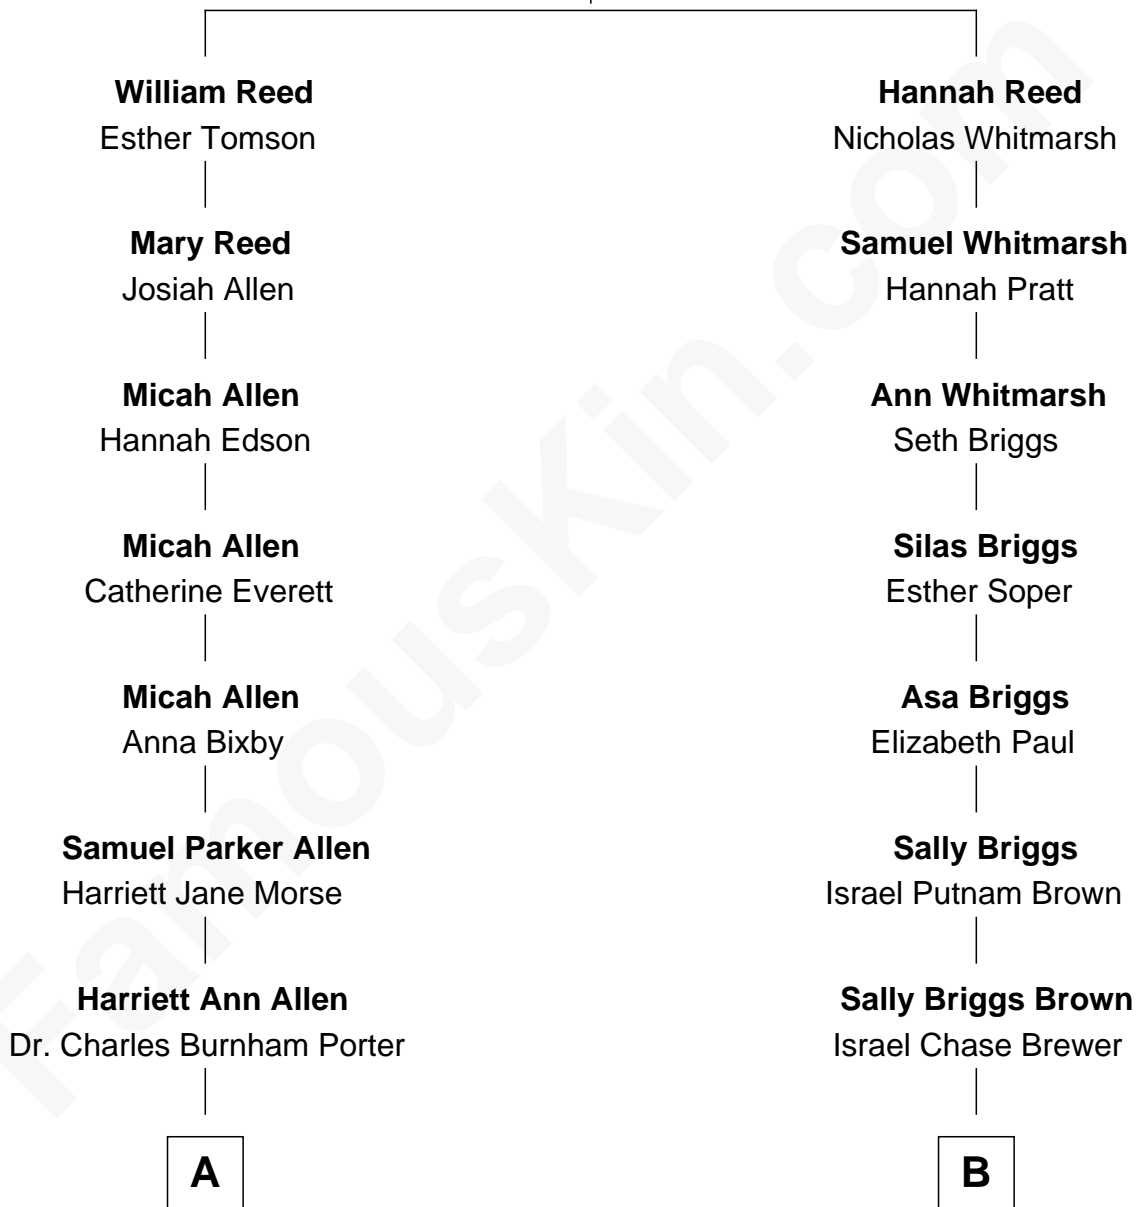 William Reed
Esther Tomson
Mary Reed
Josiah Allen
Micah Allen
Hannah Edson
Micah Allen
Catherine Everett
Micah Allen
Anna Bixby
Samuel Parker Allen
Harriett Jane Morse
Harriett Ann Allen
Dr. Charles Burnham Porter
A
Hannah Reed
Nicholas Whitmarsh
Samuel Whitmarsh
Hannah Pratt
Ann Whitmarsh
Seth Briggs
Silas Briggs
Esther Soper
Asa Briggs
Elizabeth Paul
Sally Briggs
Israel Putnam Brown
Sally Briggs Brown
Israel Chase Brewer
B
FamousKin.com